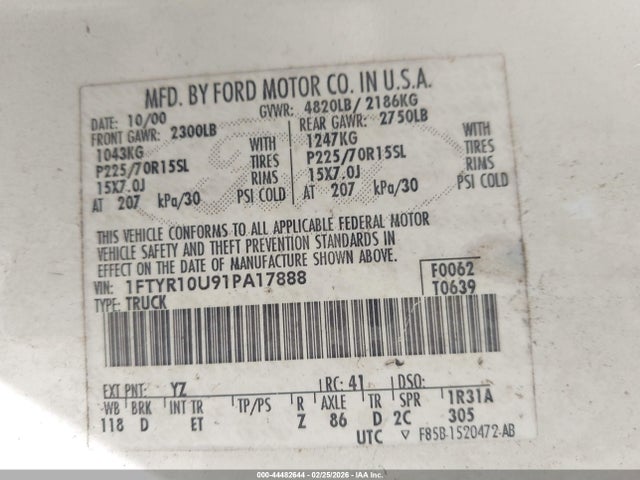 MFD. BY FORD MOTOR CO. IN U.S.A.
DATE: 10/00 GVWR: 4820LB/ 2186KG
FRONT GAWR: 2300LB REAR GAWR: 2750LB
1043KG WITH 1247KG WITH
P225/70R15SL TIRES P225/70R15SL TIRES
15X7.0J RIMS 15X7.0J RIMS
AT 207 kPa/30 PSI COLD AT 207 kPa/30 PSI COLD
THIS VEHICLE CONFORMS TO ALL APPLICABLE FEDERAL MOTOR
VEHICLE SAFETY AND THEFT PREVENTION STANDARDS IN
EFFECT ON THE DATE OF MANUFACTURE SHOWN ABOVE.
VIN: 1FTYR10U91PA17888 F0062
TYPE: TRUCK T0639
EXT PNT: YZ RC: 41 DSO:
WB BRK INT TR TP/PS R AXLE TR SPR 1R31A
118 D ET Z 86 D 2C 305
UTC ▽ F85B-1520472-AB
000-44482644 - 02/25/2026 - COPYRIGHT IAA, LLC